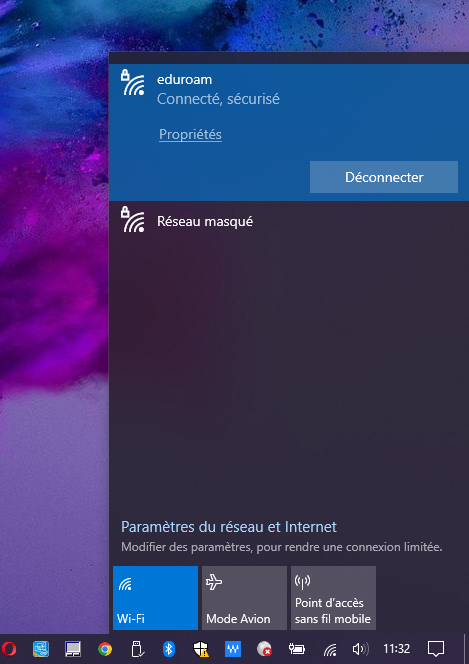 eduroam
Connecté, sécurisé
Propriétés
Déconnecter
Réseau masqué
Paramètres du réseau et Internet
Modifier des paramètres, pour rendre une connexion limitée.
Wi-Fi
Mode Avion
Point d'accès
sans fil mobile
11:32